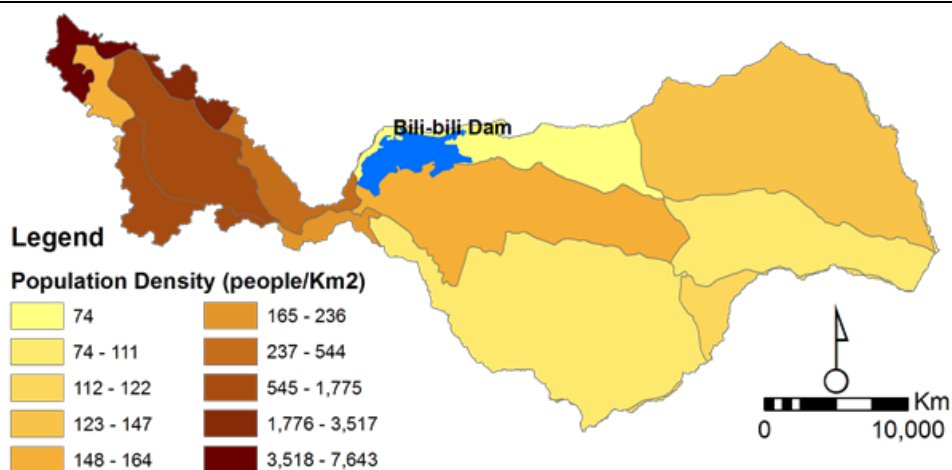 Bili-bili Dam
Legend
Population Density (people/Km2)
74
74 - 111
112 - 122
123 - 147
148 - 164
165 - 236
237 - 544
545 - 1,775
1,776 - 3,517
3,518 - 7,643
Km
0 10,000